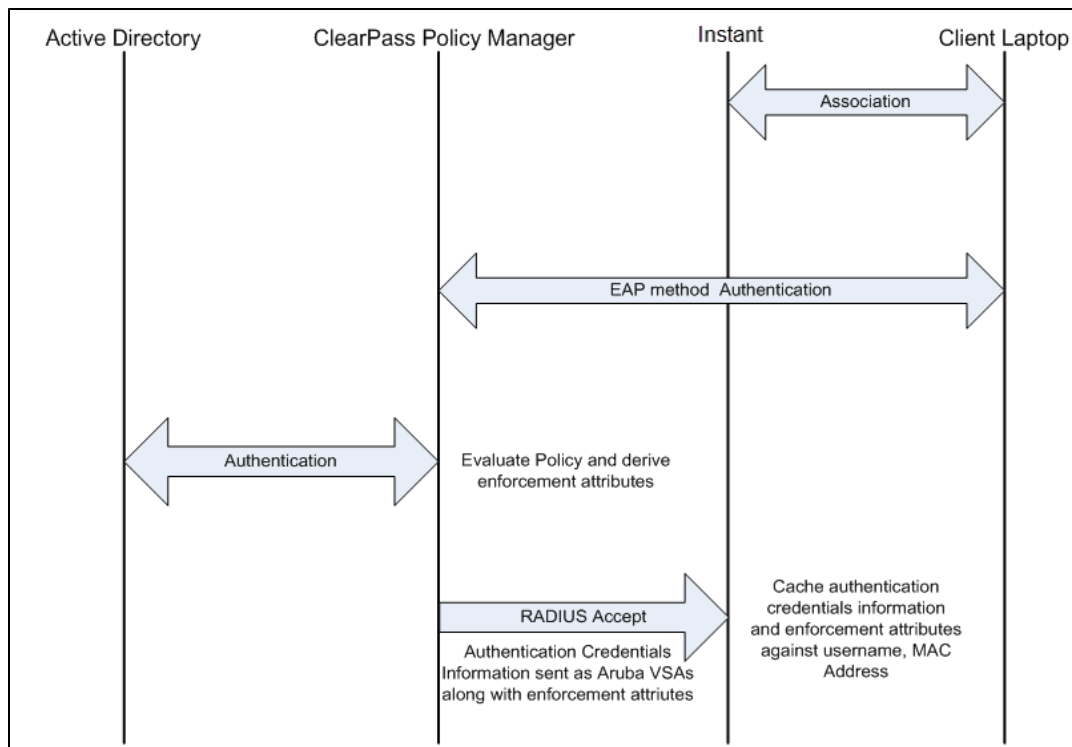 Active Directory
ClearPass Policy Manager
Instant
Client Laptop
Association
EAP method Authentication
Authentication
Evaluate Policy and derive
enforcement attributes
RADIUS Accept
Authentication Credentials
Information sent as Aruba VSAs
along with enforcement attriutes
Cache authentication
credentials information
and enforcement attributes
against username, MAC
Address